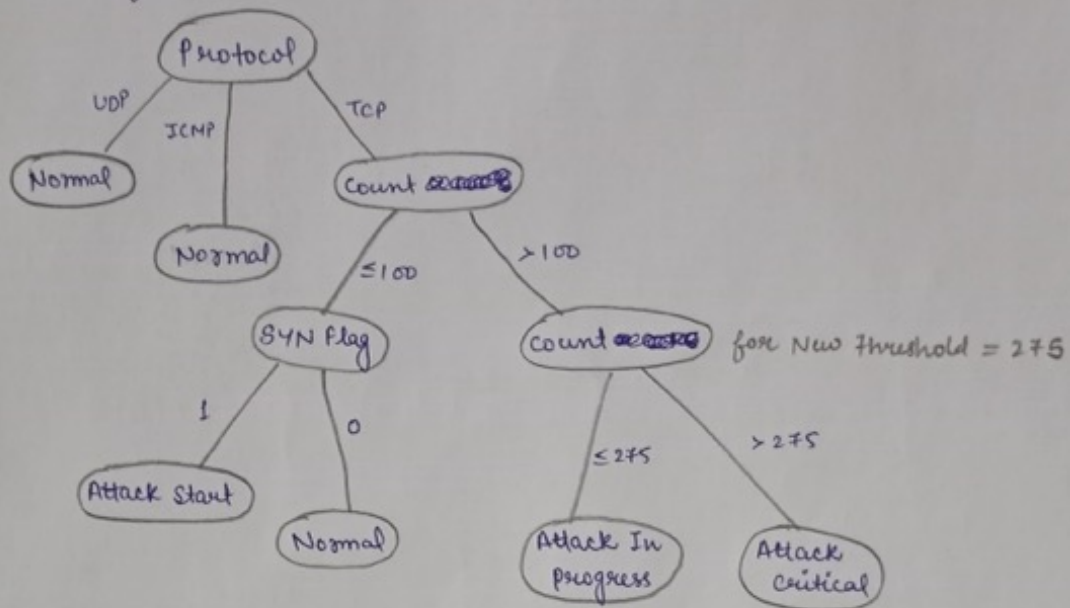 Protocol
UDP
ICMP
TCP
Normal
Count
Normal
≤100
>100
SYN Flag
Count
for New threshold = 275
1
0
≤275
>275
Attack Start
Normal
Attack In
progress
Attack
critical